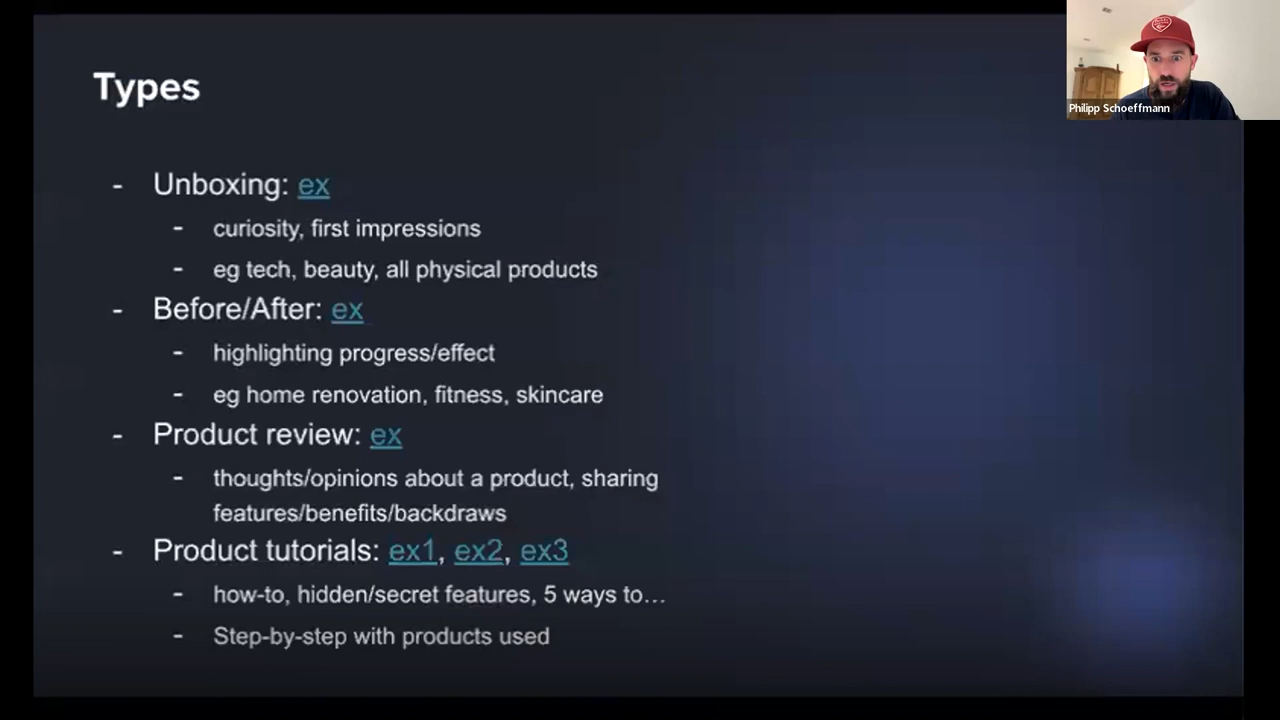 Types
- Unboxing: ex
- curiosity, first impressions
- eg tech, beauty, all physical products
- Before/After: ex
- highlighting progress/effect
- eg home renovation, fitness, skincare
- Product review: ex
- thoughts/opinions about a product, sharing
features/benefits/backdraws
- Product tutorials: ex1, ex2, ex3
- how-to, hidden/secret features, 5 ways to…
- Step-by-step with products used
Philipp Schoeffmann